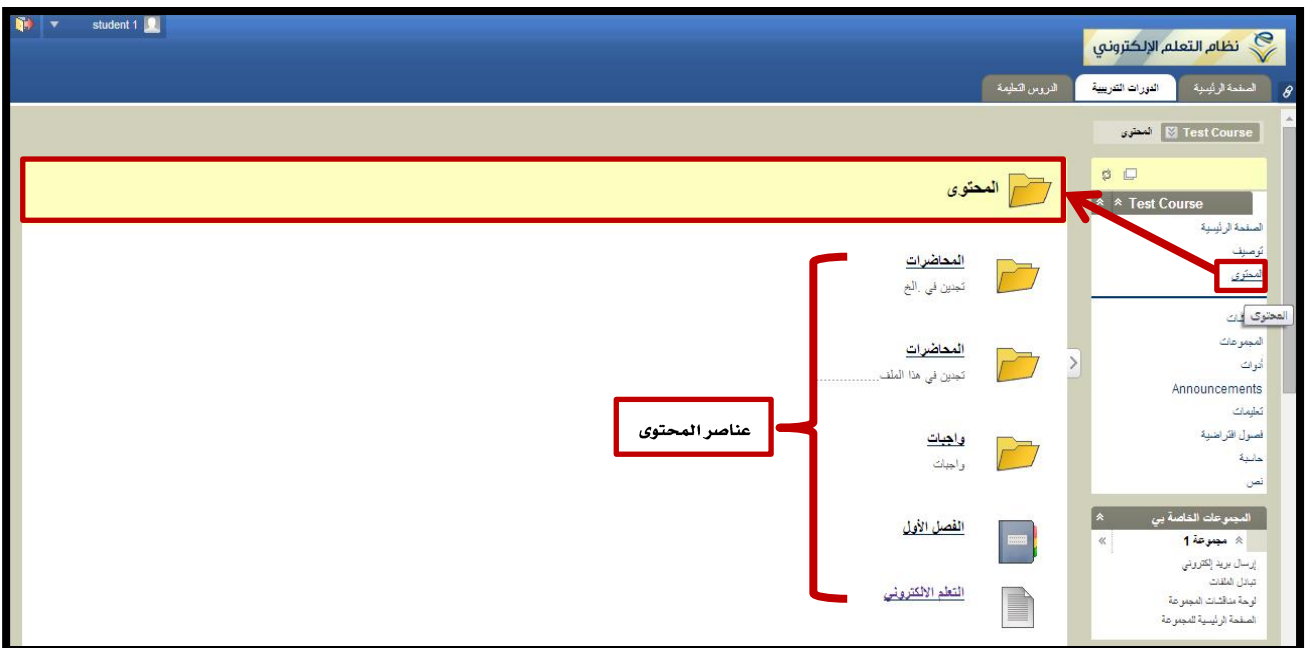 student 1
نظام التعلم الإلكتروني
الصفحة الرئيسية
الدورات التدريبية
Test Course
المحتوى
Test Course
الصفحة الرئيسية
توصيف
المحتوى
المحتوى
المجموعات
أدوات
Announcements
تعليمات
فصول افتراضية
نص
المجموعات الخاصة بي
مجموعة 1
إرسال بريد إلكتروني
تبادل الملفات
لوحة مناقشات المجموعة
الصفحة الرئيسية للمجموعة
المحتوى
المحاضرات
تجدين في .الخ
المحاضرات
تجدين في هذا الملف...............
واجبات
واجبات
الفصل الأول
التعلم الالكتروني
عناصر المحتوى